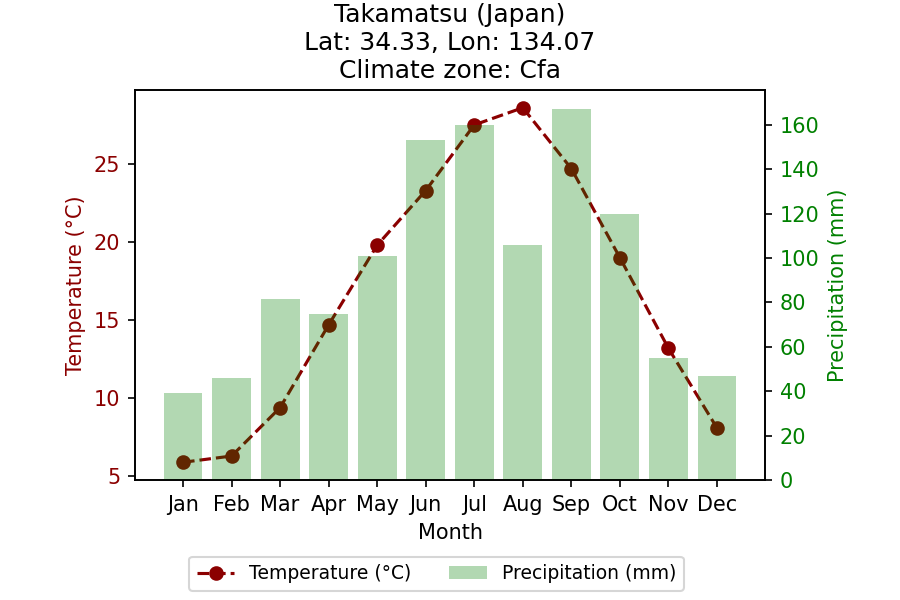 Takamatsu (Japan)
Lat: 34.33, Lon: 134.07
Climate zone: Cfa
Temperature (°C)
25
20
15
10
5
160
140
120
100
80
60
40
20
0
Precipitation (mm)
Jan Feb Mar Apr May Jun Jul Aug Sep Oct Nov Dec
Month
Temperature (°C) Precipitation (mm)